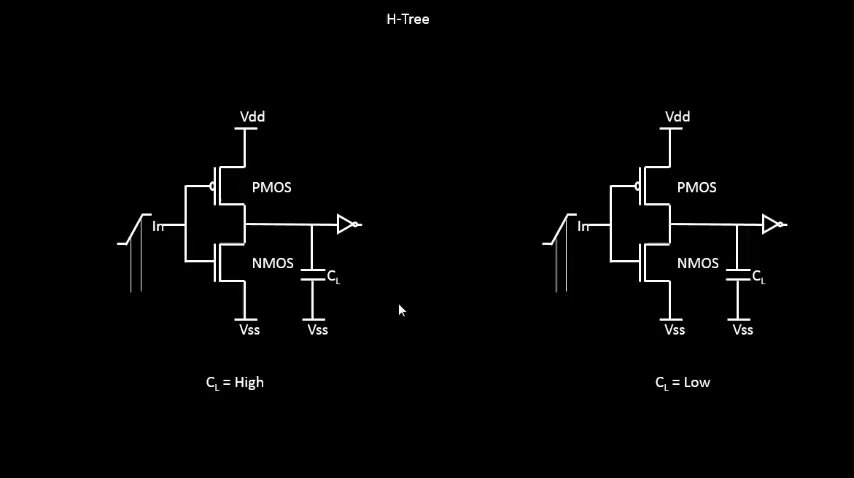 H-Tree
Vdd
PMOS
In
NMOS
CL
Vss
Vss
CL = High
Vdd
PMOS
In
NMOS
CL
Vss
Vss
CL = Low